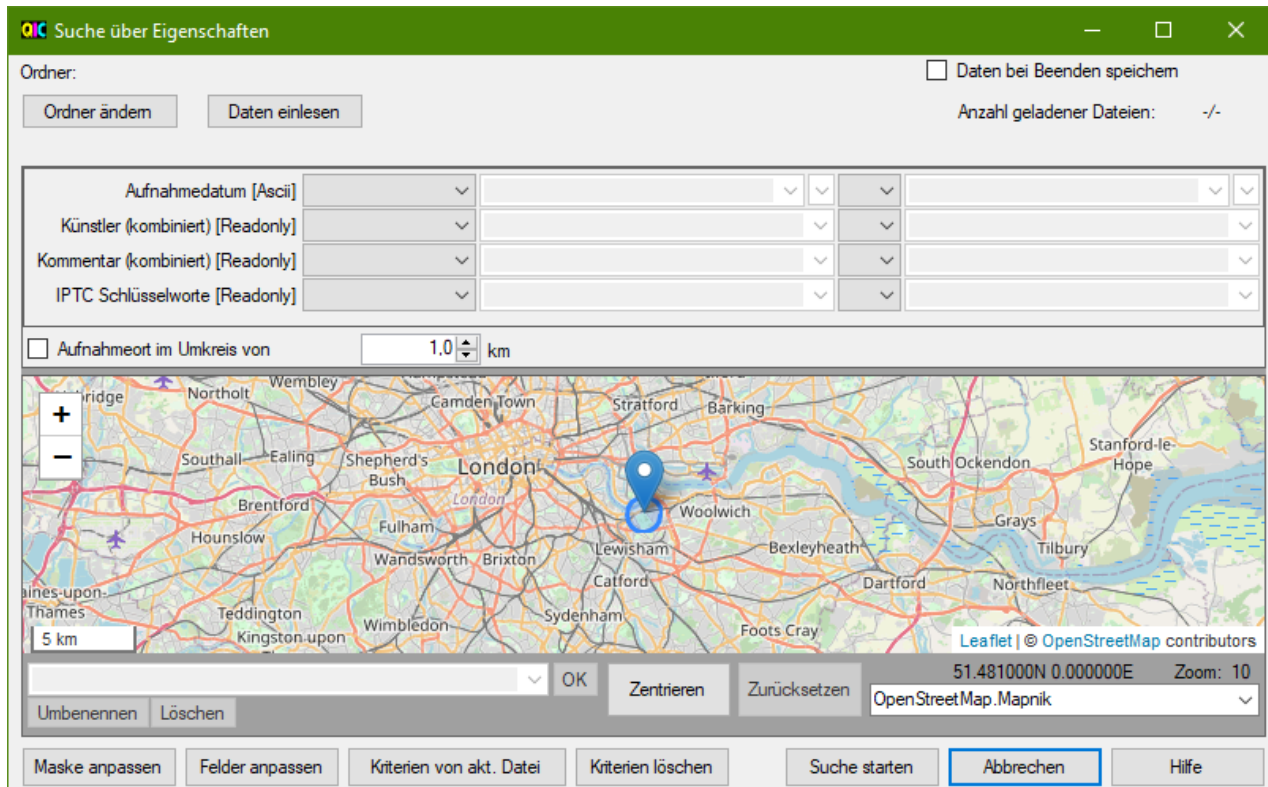 QIC Suche über Eigenschaften
Ordner:
Daten bei Beenden speichern
Ordner ändern Daten einlesen Anzahl geladener Dateien: -/-
Aufnahmedatum [Ascii]
Künstler (kombiniert) [Readonly]
Kommentar (kombiniert) [Readonly]
IPTC Schlüsselworte [Readonly]
Aufnahmeort im Umkreis von 1,0 km
Wembley
bridge Northolt Camden Town Stratford Barking
+
−
Stanford-le-
Hope
Southall Ealing Shepherd's
Bush London South Ockendon
London
Brentford Woolwich
Fulham Grays
Hounslow Lewisham Bexleyheath Tilbury
Wandsworth Brixton
Catford Dartford Northfleet
aines-upon-
Thames Teddington Sydenham
Wimbledon Foots Cray
Kingston upon
5 km Leaflet | © OpenStreetMap contributors
OK Zentrieren Zurücksetzen 51.481000N 0.000000E Zoom: 10
OpenStreetMap.Mapnik
Umbenennen Löschen
Maske anpassen Felder anpassen Kriterien von akt. Datei Kriterien löschen Suche starten Abbrechen Hilfe